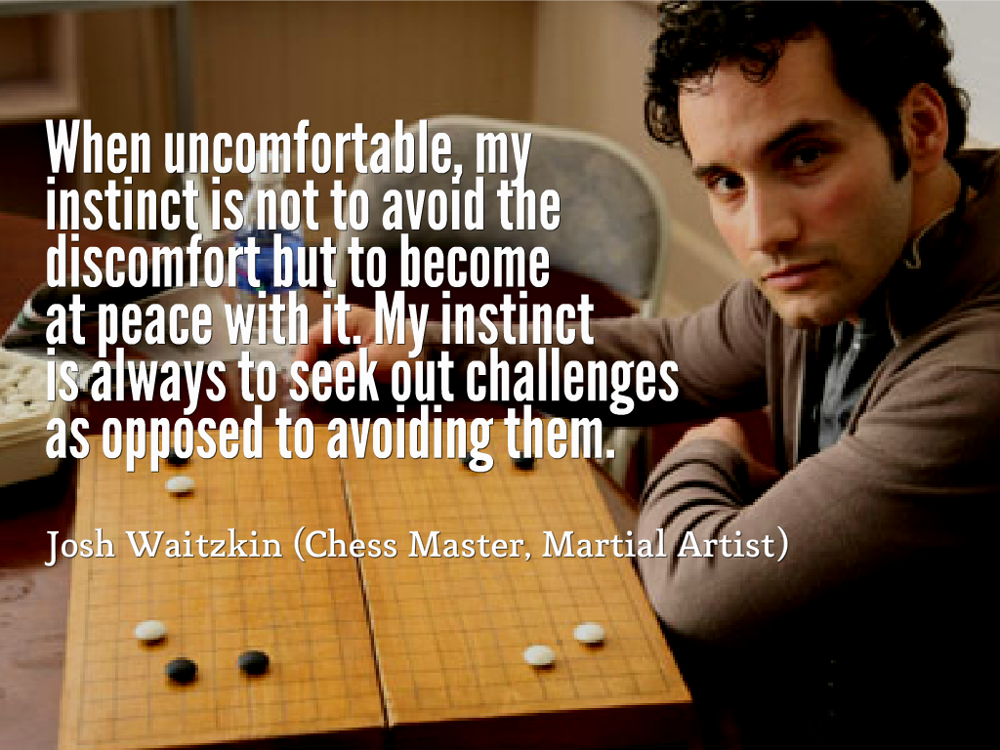 When uncomfortable, my
instinct is not to avoid the
discomfort but to become
at peace with it. My instinct
is always to seek out challenges
as opposed to avoiding them.
Josh Waitzkin (Chess Master, Martial Artist)